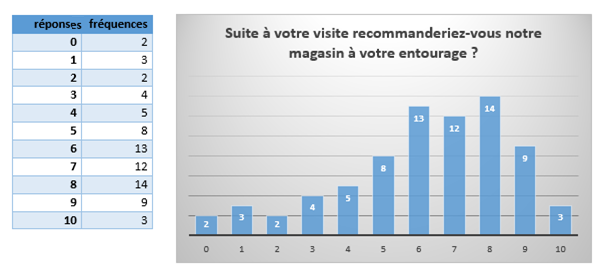 réponses fréquences
0 2
1 3
2 2
3 4
4 5
5 8
6 13
7 12
8 14
9 9
10 3
Suite à votre visite recommanderiez-vous notre
magasin à votre entourage ?
2 3 2 4 5 8 13 12 14 9 3
0 1 2 3 4 5 6 7 8 9 10